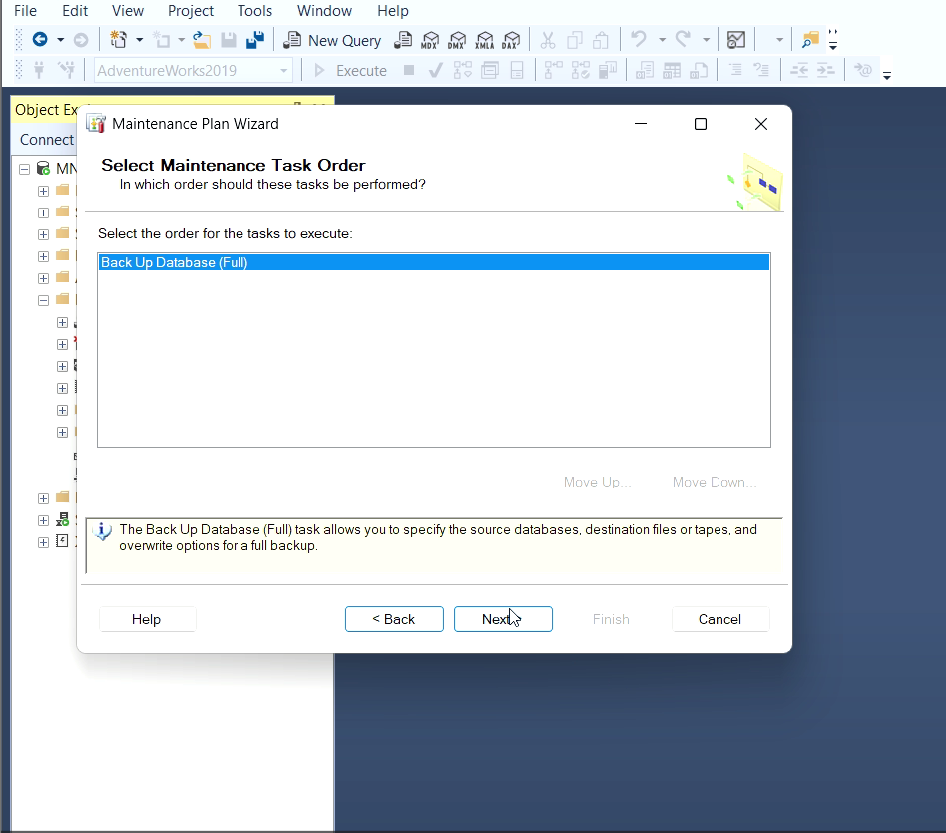 File Edit View Project Tools Window Help
New Query MDX DMX XMLA DAX
AdventureWorks2019 Execute
Object Ex
Connect
MN
Maintenance Plan Wizard
Select Maintenance Task Order
In which order should these tasks be performed?
Select the order for the tasks to execute:
Back Up Database (Full)
Move Up... Move Down...
The Back Up Database (Full) task allows you to specify the source databases, destination files or tapes, and
overwrite options for a full backup.
Help < Back Next > Finish Cancel